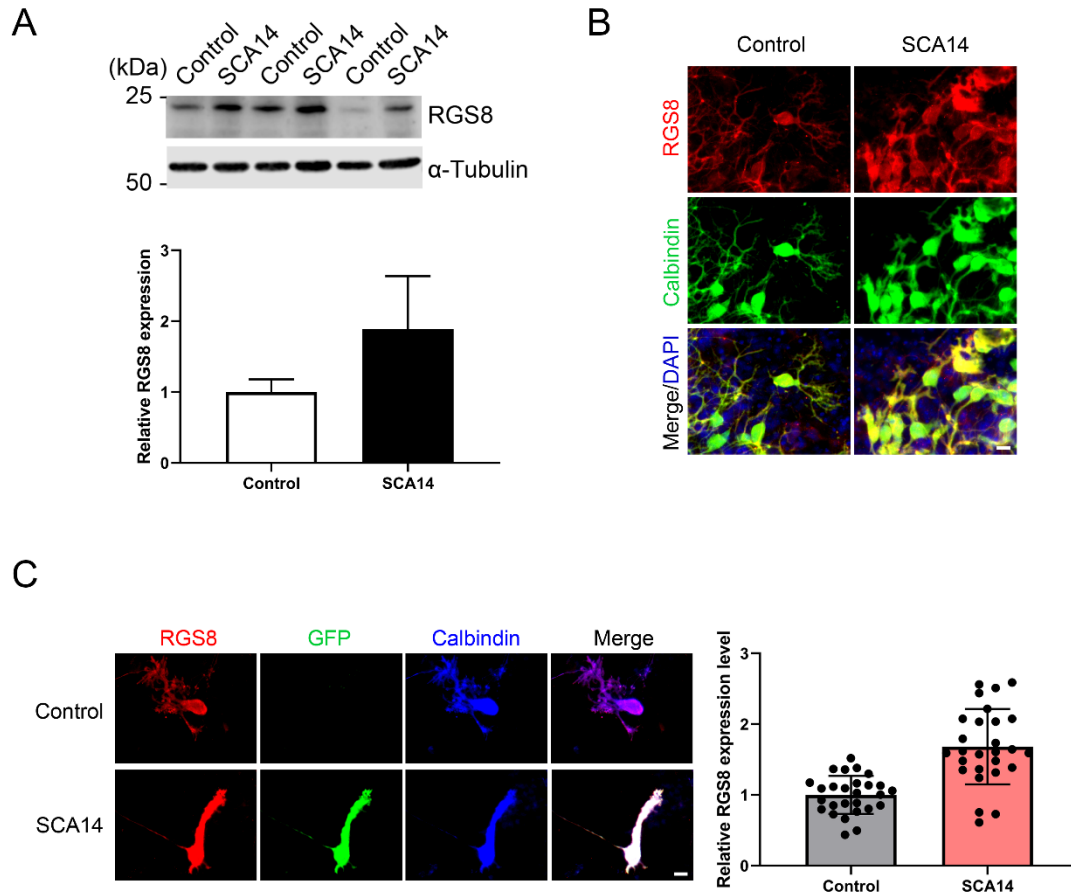 A
(kDa)
Control
SCA14
Control
SCA14
Control
SCA14
25
RGS8
50
α-Tubulin
Relative RGS8 expression
3
2
1
0
Control
SCA14
B
Control
SCA14
RGS8
Calbindin
Merge/DAPI
C
RGS8
GFP
Calbindin
Merge
Control
SCA14
Relative RGS8 expression level
3
2
1
0
Control
SCA14